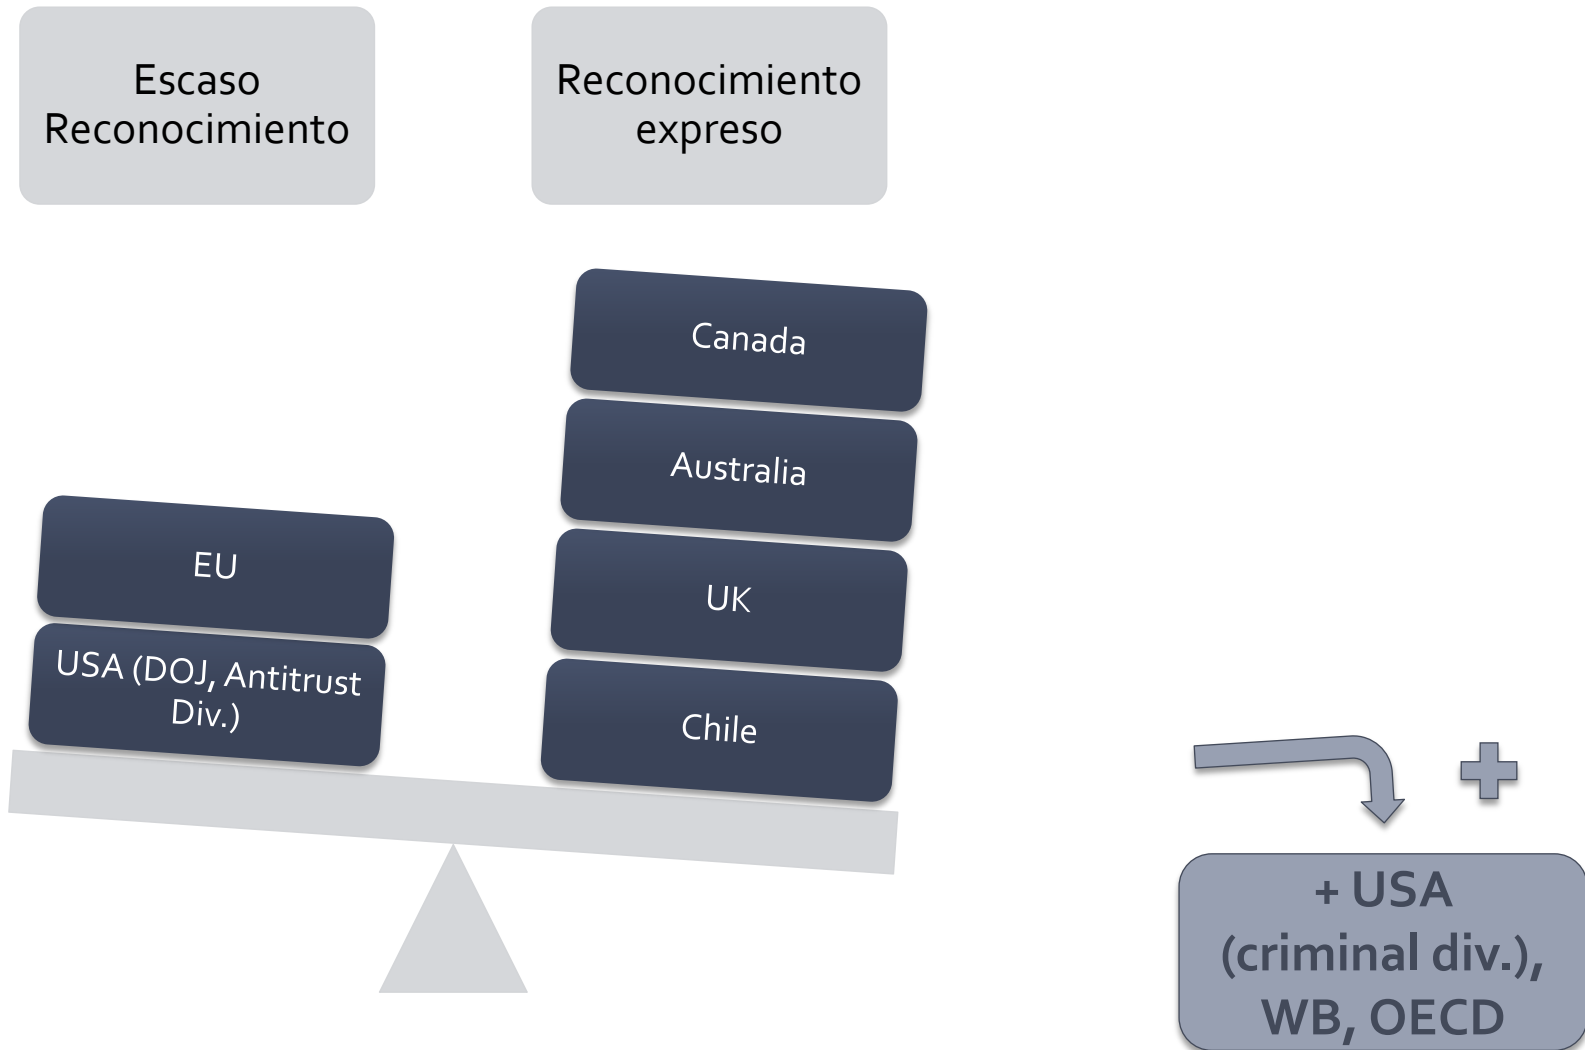 Escaso
Reconocimiento
Reconocimiento
expreso
Canada
Australia
EU
UK
USA (DOJ, Antitrust
Div.)
Chile
+ USA
(criminal div.),
WB, OECD